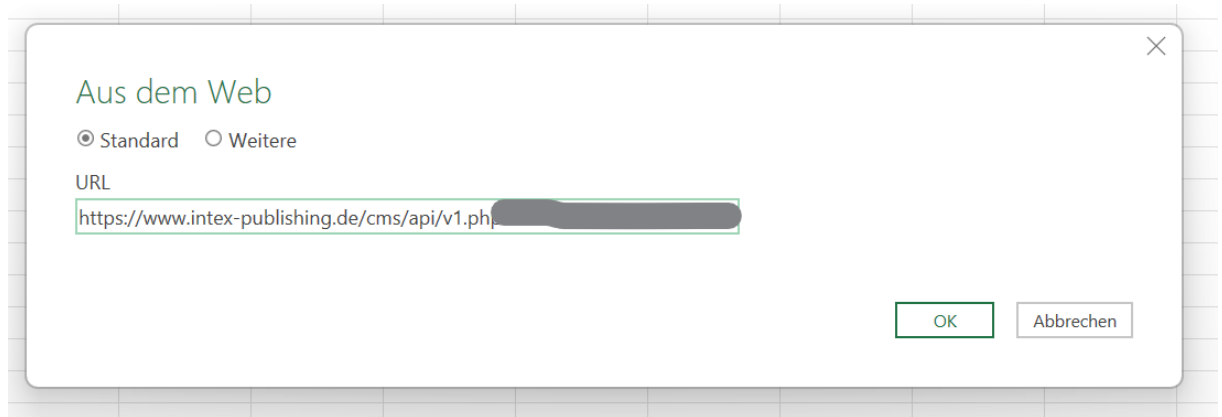 Aus dem Web
Standard Weitere
URL
https://www.intex-publishing.de/cms/api/v1.php
OK Abbrechen